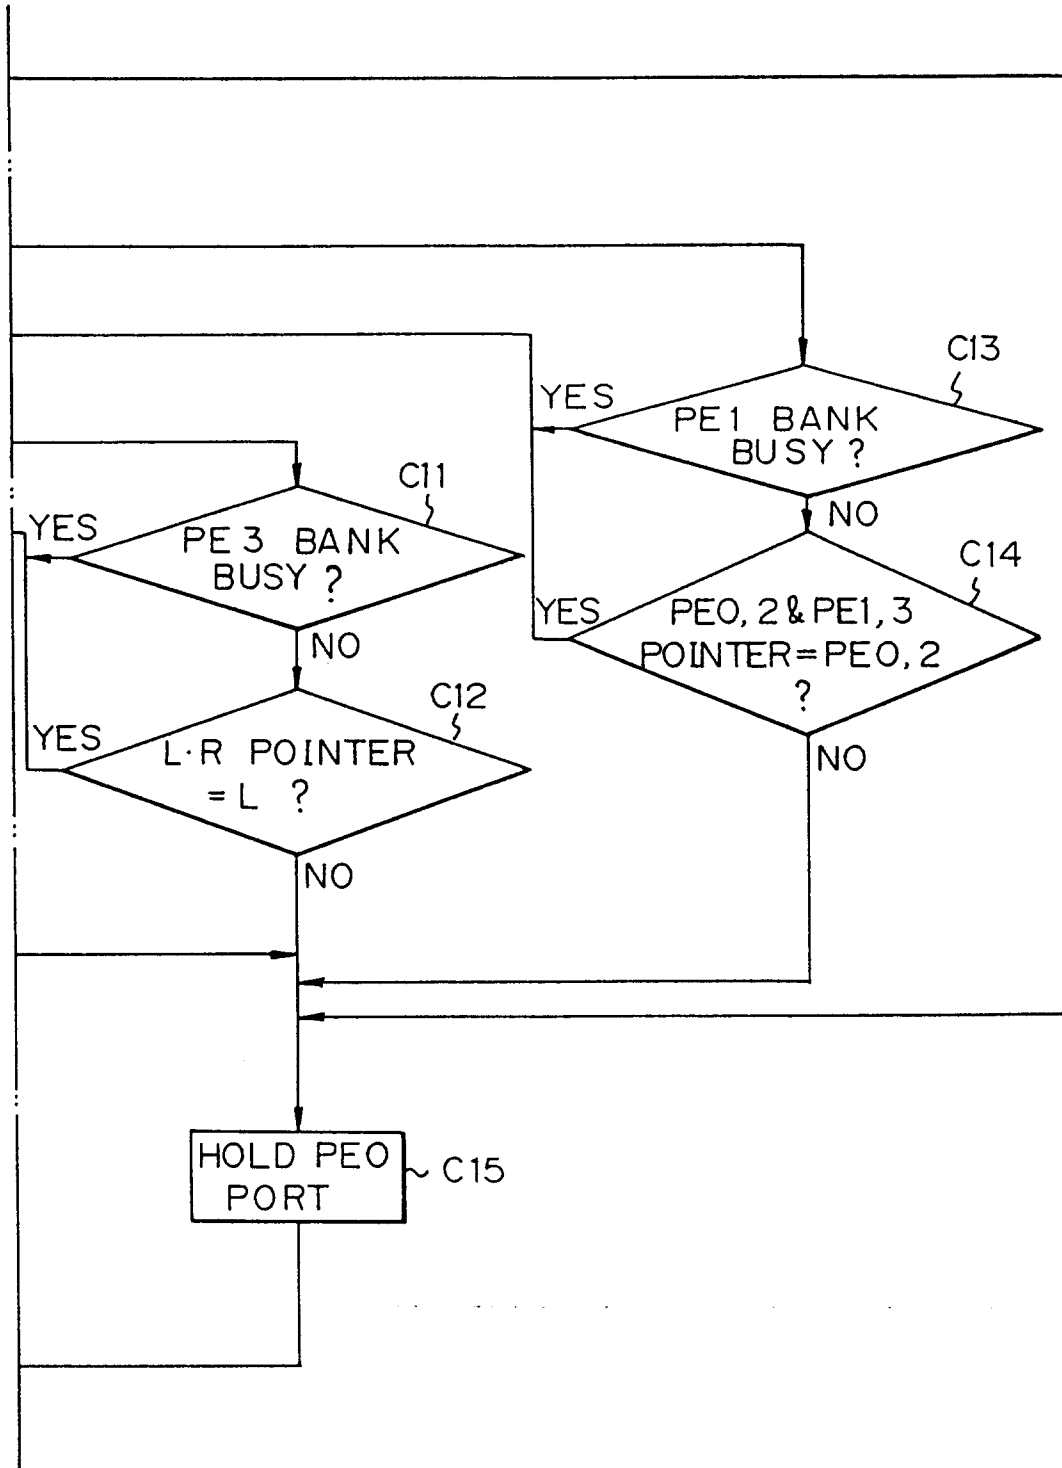 C13
YES
PE1 BANK
BUSY?
NO
C11
YES
PE3 BANK
BUSY?
NO
C14
YES
PE0,2&PE1,3
POINTER=PE0,2
?
NO
C12
YES
L·R POINTER
=L ?
NO
HOLD PE0
PORT
C15